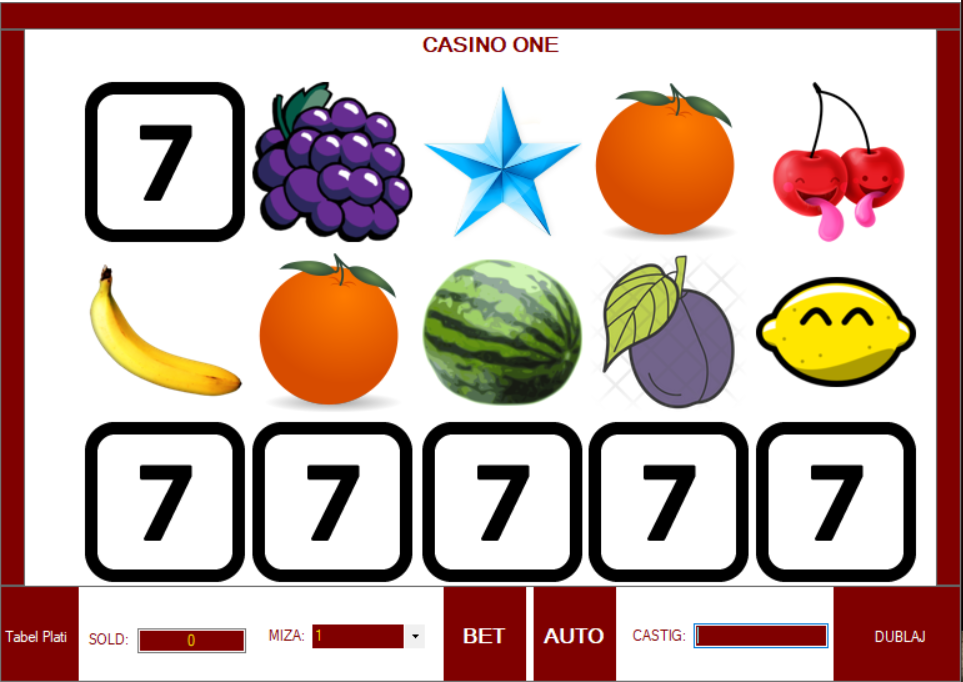 CASINO ONE
7
7 7 7 7 7
Tabel Plati SOLD: 0 MIZA: 1 BET AUTO CASTIG: DUBLAJ